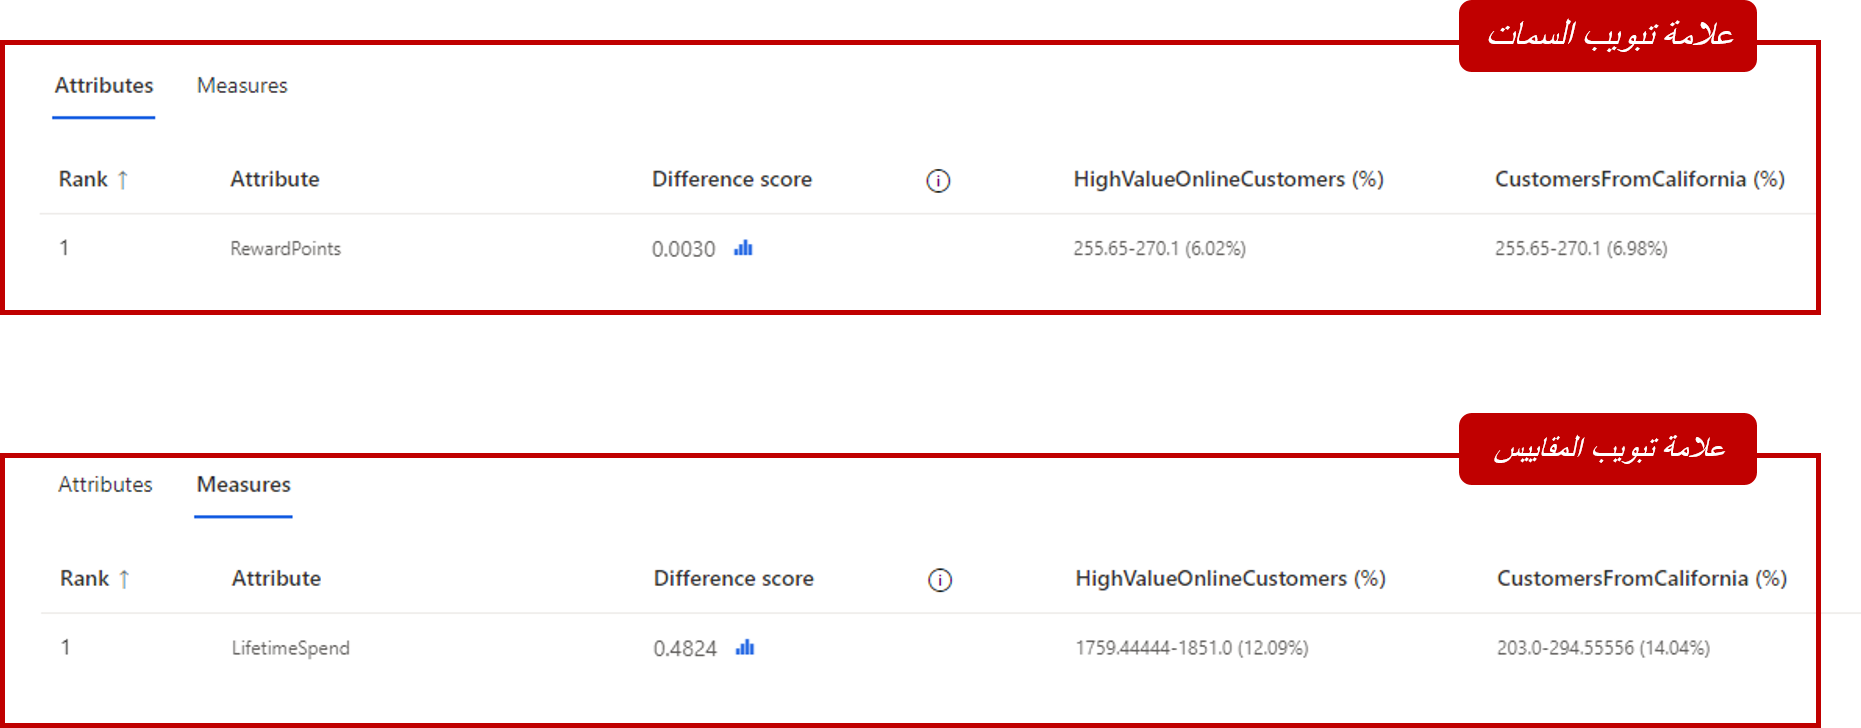 علامة تبويب السمات
Attributes Measures
Rank ↑ Attribute Difference score HighValueOnlineCustomers (%) CustomersFromCalifornia (%)
1 RewardPoints 0.0030 255.65-270.1 (6.02%) 255.65-270.1 (6.98%)
علامة تبويب المقاييس
Attributes Measures
Rank ↑ Attribute Difference score HighValueOnlineCustomers (%) CustomersFromCalifornia (%)
1 LifetimeSpend 0.4824 1759.44444-1851.0 (12.09%) 203.0-294.55556 (14.04%)